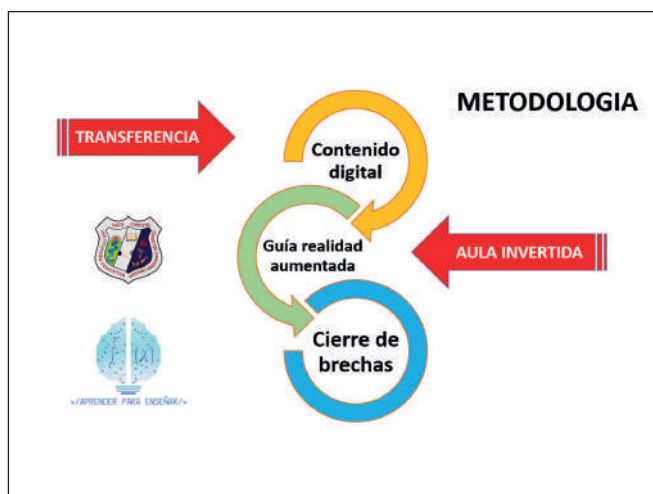 METODOLOGIA
TRANSFERENCIA
Contenido
digital
Guía realidad
aumentada
AULA INVERTIDA
Cierre de
brechas
f(x)
</APRENDER PARA ENSEÑAR/>